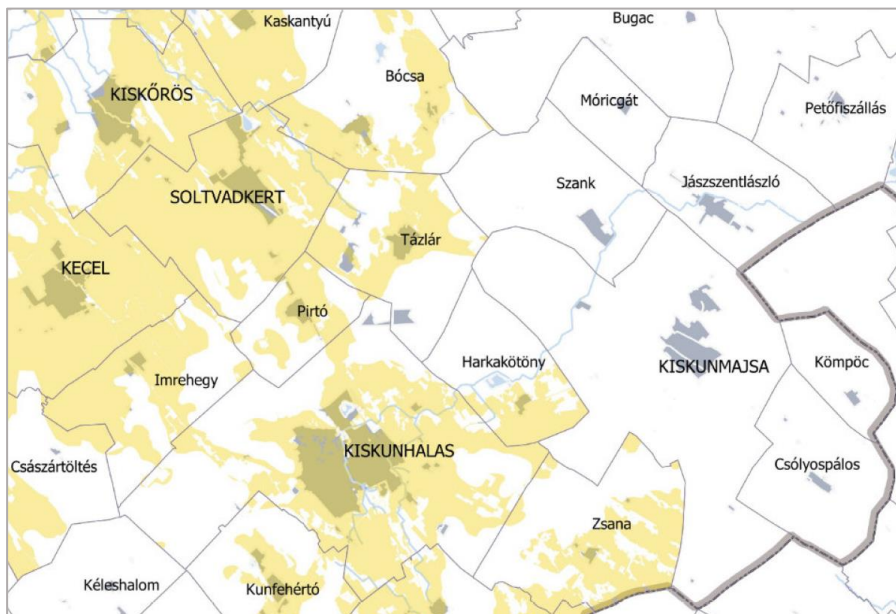 Kaskantyú
Bugac
Bócsa
KISKŐRÖS
Móricgát
Petőfiszállás
Szank
Jászszentlászló
SOLTVADKERT
Tázlár
KECEL
Pirtó
Harkakötöny
KISKUNMAJSA
Kömpöc
Imrehegy
KISKUNHALAS
Császártöltés
Csólyospálos
Zsana
Kéleshalom
Kunfehértó